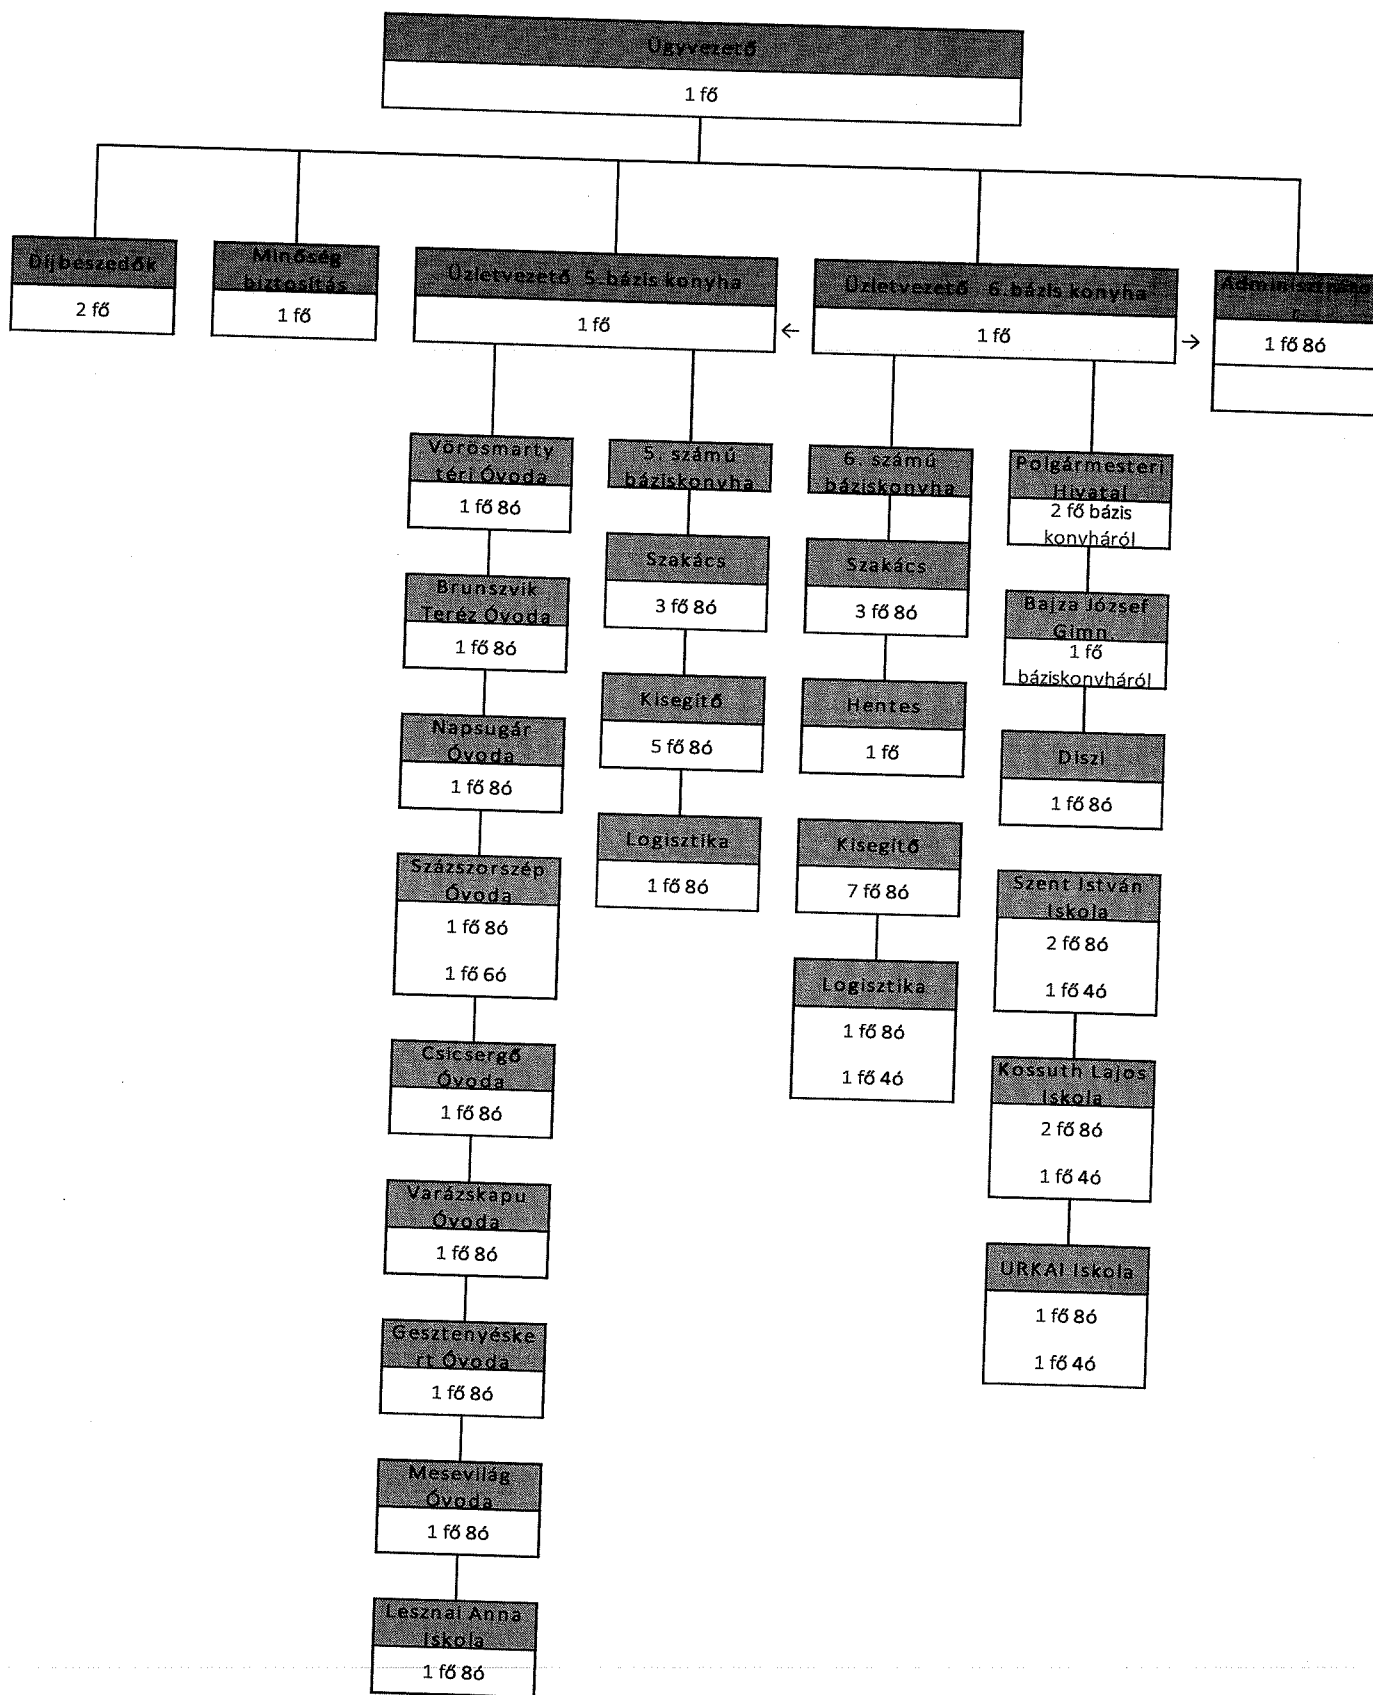 Ügyvezető
1 fő
Díjbeszedők
2 fő
Minőség
biztosítás
1 fő
Üzletvezető 5.bázis konyha
1 fő
←
Üzletvezető 6.bázis konyha
1 fő
→
1 fő 8ó
Vörösmarty
téri Óvoda
1 fő 8ó
Brunszvik
Teréz Óvoda
1 fő 8ó
Napsugár
Óvoda
1 fő 8ó
Százszorszép
Óvoda
1 fő 8ó
1 fő 6ó
Csicsergő
Óvoda
1 fő 8ó
Varázskapu
Óvoda
1 fő 8ó
Gesztenyéske
rt Óvoda
1 fő 8ó
Mesevilág
Óvoda
1 fő 8ó
Lesznai Anna
Iskola
1 fő 8ó
5. számú
báziskonyha
Szakács
3 fő 8ó
Kisegítő
5 fő 8ó
Logisztika
1 fő 8ó
6. számú
báziskonyha
Szakács
3 fő 8ó
Hentes
1 fő
Kisegítő
7 fő 8ó
Logisztika
1 fő 8ó
1 fő 4ó
Polgármesteri
Hivatal
2 fő bázis
konyháról
Bajza József
Gimn.
1 fő
báziskonyháról
Diszl
1 fő 8ó
Szent István
Iskola
2 fő 8ó
1 fő 4ó
Kossuth Lajos
Iskola
2 fő 8ó
1 fő 4ó
URKAI Iskola
1 fő 8ó
1 fő 4ó